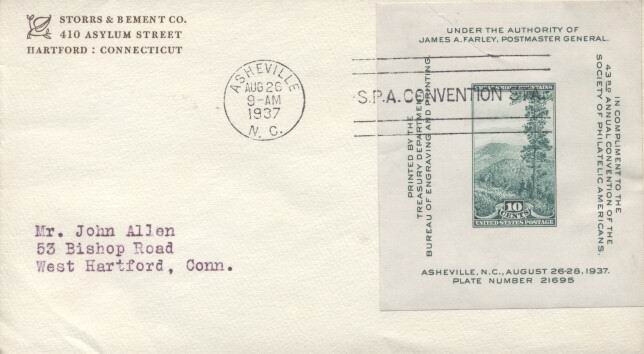 STORRS & BEMENT CO.
410 ASYLUM STREET
HARTFORD : CONNECTICUT
ASHEVILLE
AUG 26
9-AM
1937
N. C.
S.P.A. CONVENTION STA.
UNDER THE AUTHORITY OF
JAMES A. FARLEY, POSTMASTER GENERAL.
PRINTED BY THE
TREASURY DEPARTMENT,
BUREAU OF ENGRAVING AND PRINTING.
IN COMPLIMENT TO THE
43RD ANNUAL CONVENTION OF THE
SOCIETY OF PHILATELIC AMERICANS.
10
CENTS
UNITED STATES POSTAGE
ASHEVILLE, N.C., AUGUST 26-28, 1937.
PLATE NUMBER 21695
Mr. John Allen
53 Bishop Road
West Hartford, Conn.